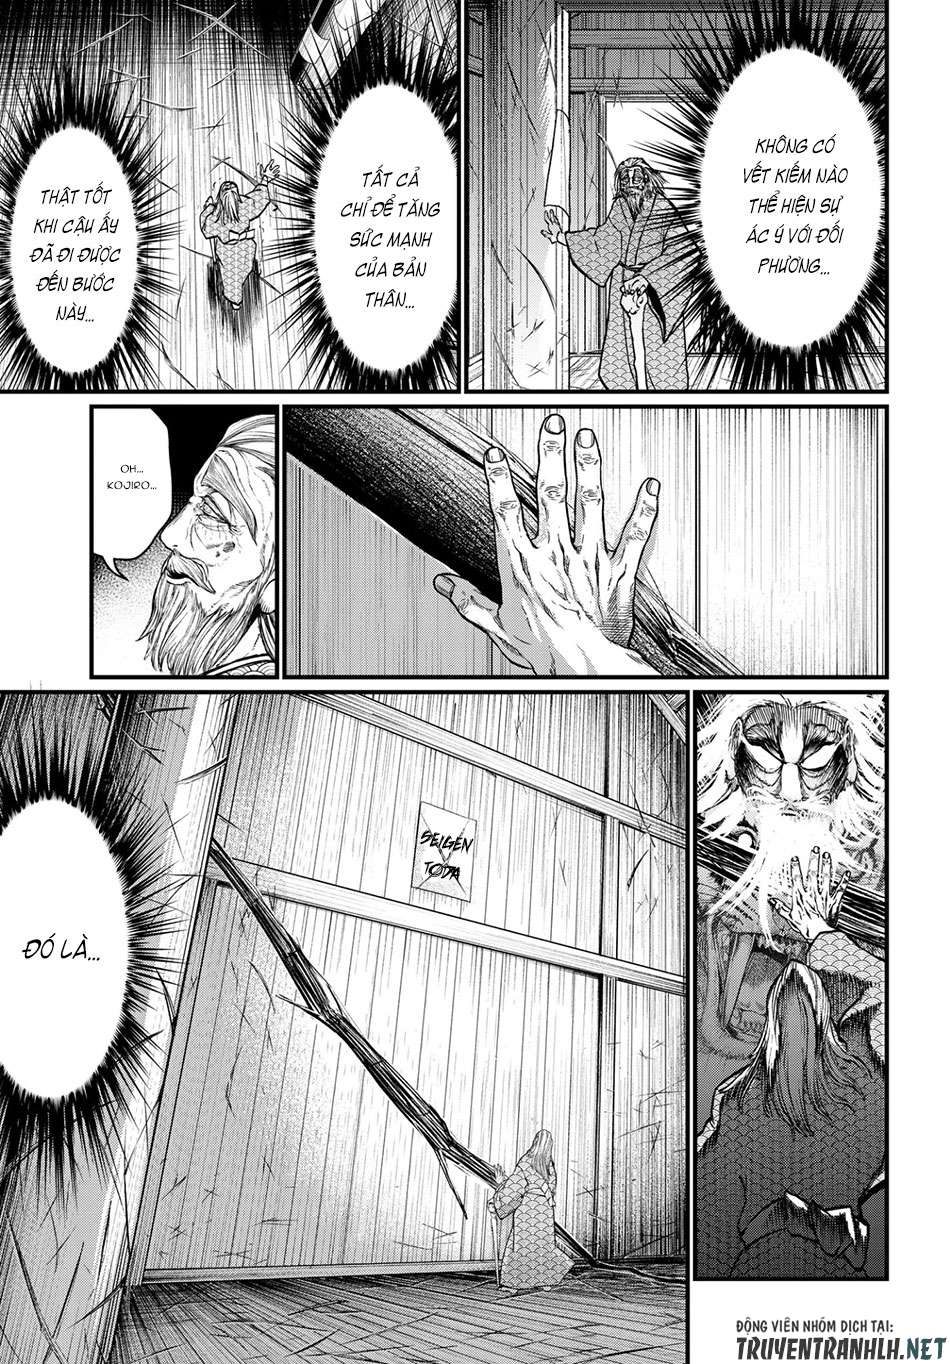 KHÔNG CÓ
VẾT KIẾM NÀO
THỂ HIỆN SỰ
ÁC Ý VỚI ĐỐI
PHƯƠNG...
TẤT CẢ
CHỈ ĐỂ TĂNG
SỨC MẠNH
CỦA BẢN
THÂN...
THẬT TỐT
KHI CẬU ẤY
ĐÃ ĐI ĐƯỢC
ĐẾN BƯỚC
NÀY...
OH...
KOJIRO...
SEIGEN
TODA
ĐÓ LÀ...
ĐỘNG VIÊN NHÓM DỊCH TẠI:
TRUYENTRANHLH.NET